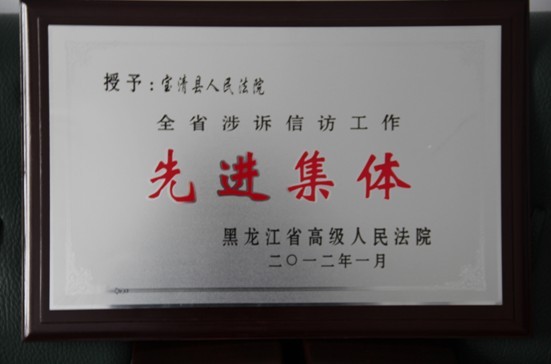 授予：宝清县人民法院
全省涉诉信访工作
先进集体
黑龙江省高级人民法院
二〇一二年一月